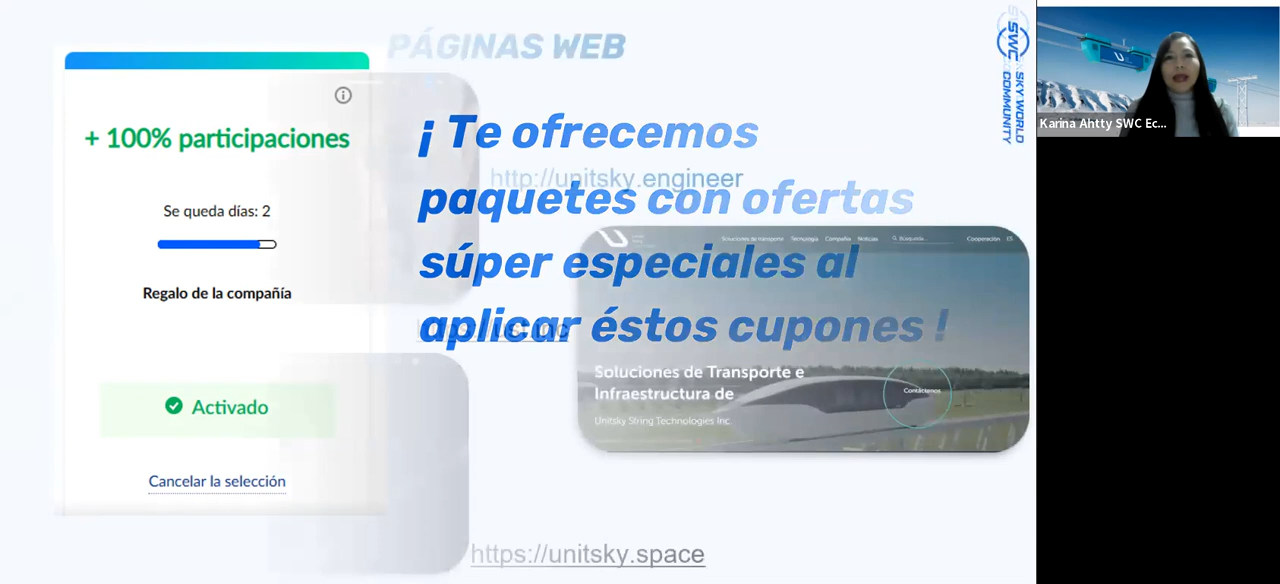 PÁGINAS WEB
+ 100% participaciones
Se queda días: 2
Regalo de la compañía
Activado
Cancelar la selección
¡ Te ofrecemos
paquetes con ofertas
súper especiales al
aplicar éstos cupones !
http://unitsky.engineer
Soluciones de transporte Tecnología Compañía Noticias Búsqueda... Cooperación ES
Soluciones de Transporte e
Infraestructura de
Unitsky String Technologies Inc.
Contáctenos
https://unitsky.space
SWC
SKY WORLD
COMMUNITY
Karina Ahtty SWC Ec...